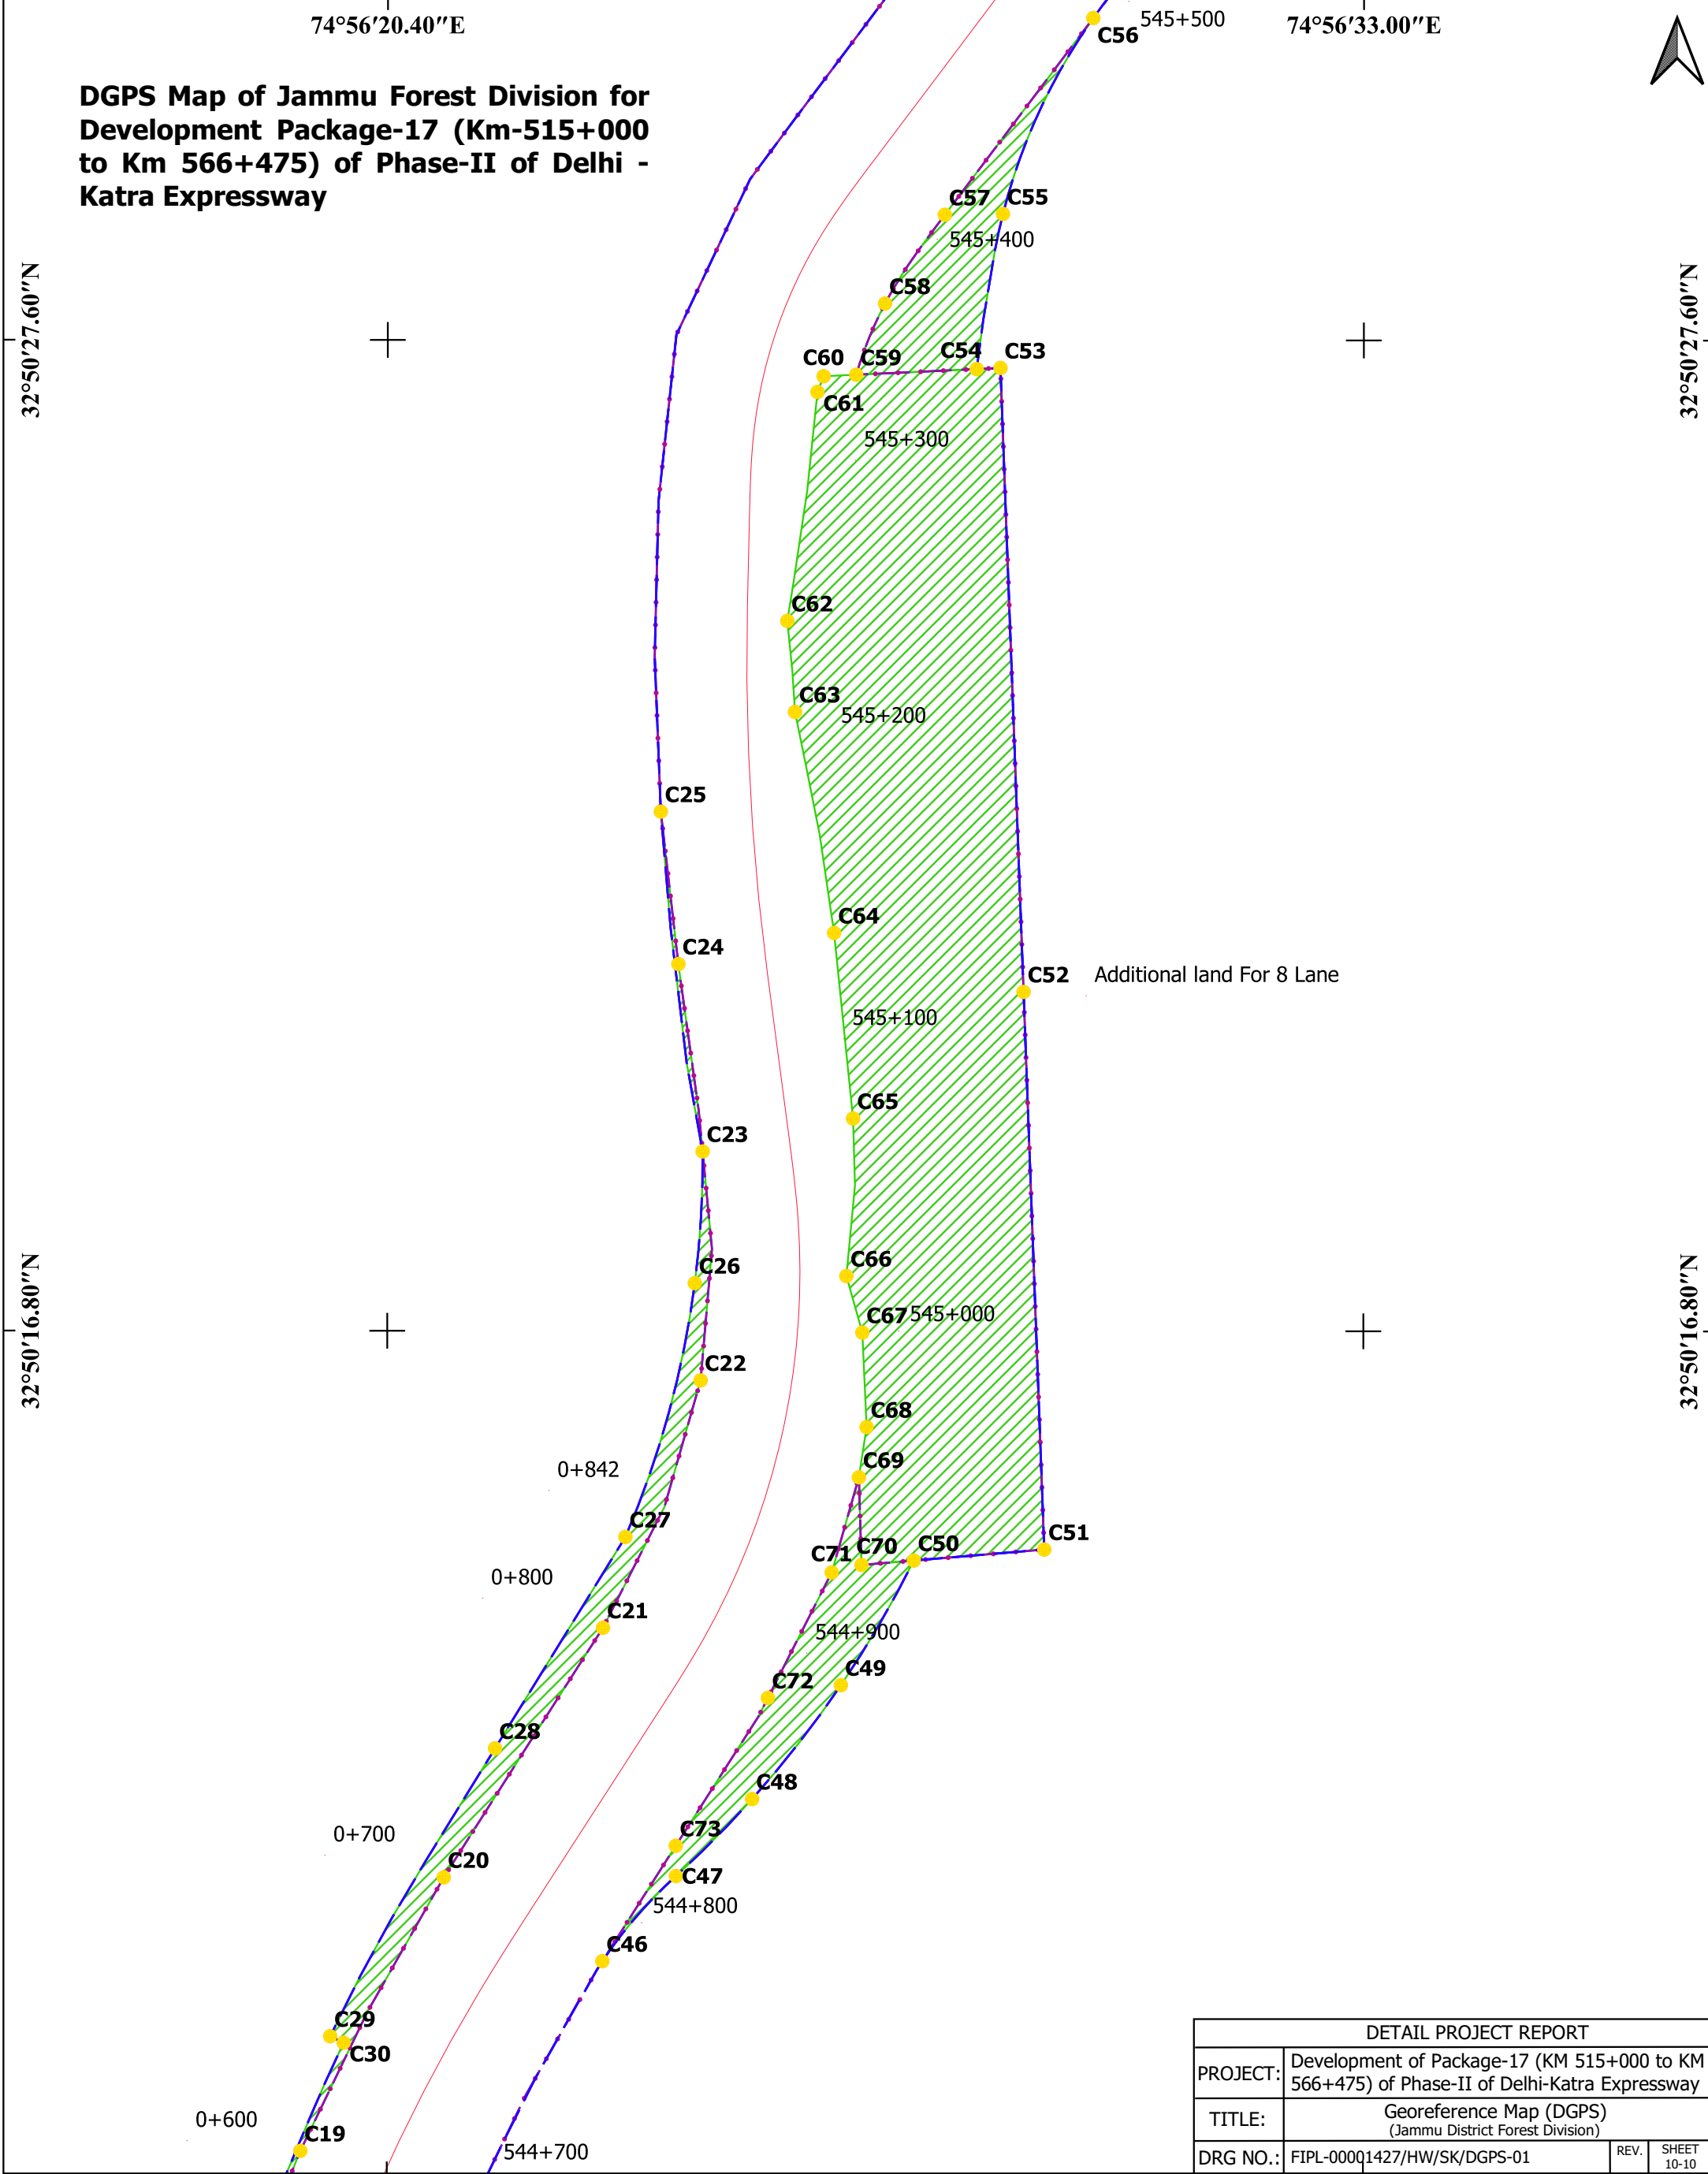 74°56′20.40″E
74°56′33.00″E
545+500
C56
DGPS Map of Jammu Forest Division for
Development Package-17 (Km-515+000
to Km 566+475) of Phase-II of Delhi -
Katra Expressway
C57
C55
545+400
32°50′27.60″N
32°50′27.60″N
C58
C60
C59
C54
C53
C61
545+300
C62
C63
545+200
C25
C64
C24
C52
Additional land For 8 Lane
545+100
C65
C23
C26
32°50′16.80″N
32°50′16.80″N
C67
545+000
C66
C22
C68
C69
0+842
C27
C51
C71
C70
C50
0+800
C21
544+900
C49
C72
C28
C48
0+700
C73
C20
C47
544+800
C46
C29
C30
0+600
C19
544+700
DETAIL PROJECT REPORT
PROJECT:
Development of Package-17 (KM 515+000 to KM
566+475) of Phase-II of Delhi-Katra Expressway
TITLE:
Georeference Map (DGPS)
(Jammu District Forest Division)
DRG NO.:
FIPL-00001427/HW/SK/DGPS-01
REV.
SHEET
10-10